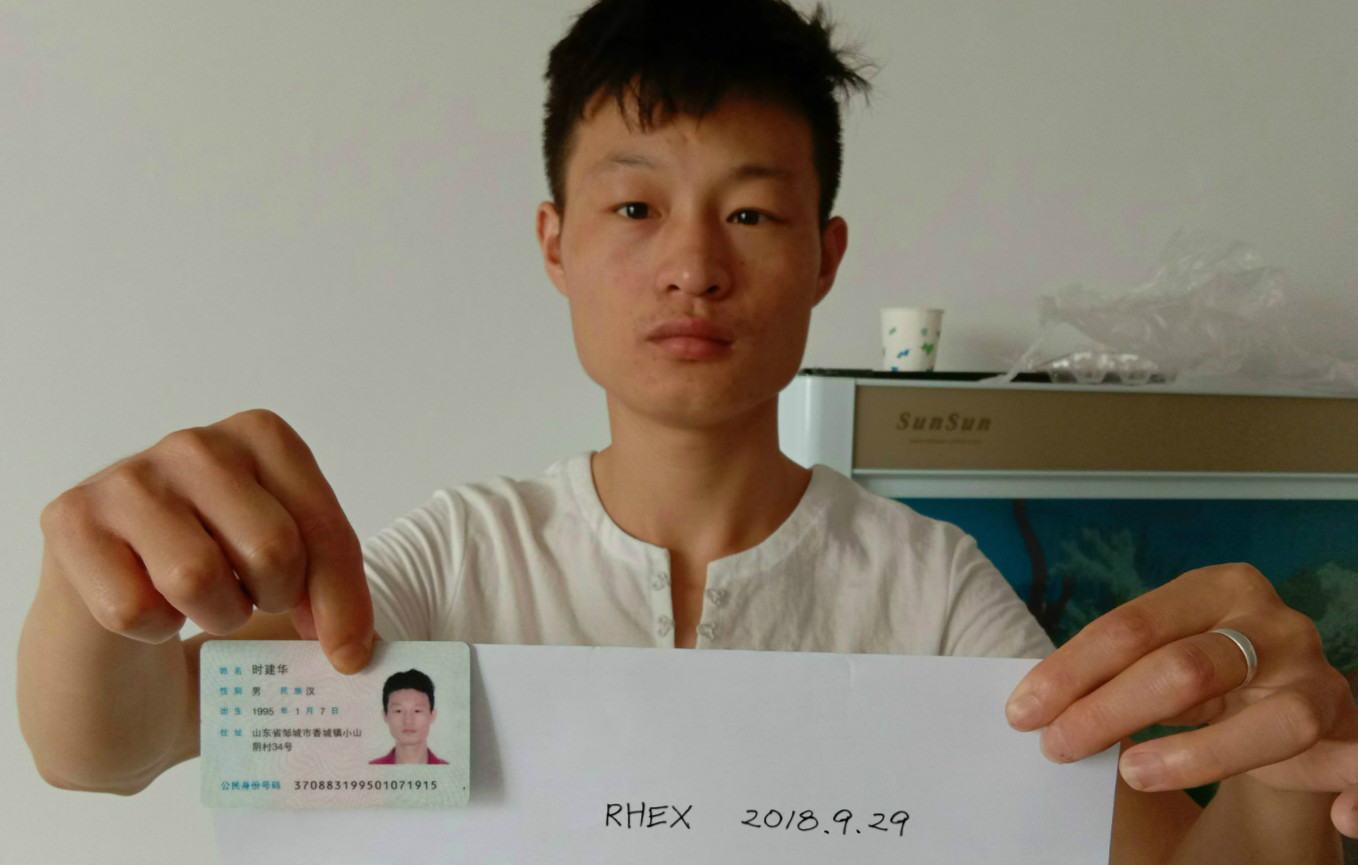 SunSun
姓名 时建华
性别 男 民族 汉
出生 1995 年 1 月 7 日
住址 山东省邹城市香城镇小山
阴村34号
公民身份号码 370883199501071915
RHEX 2018.9.29